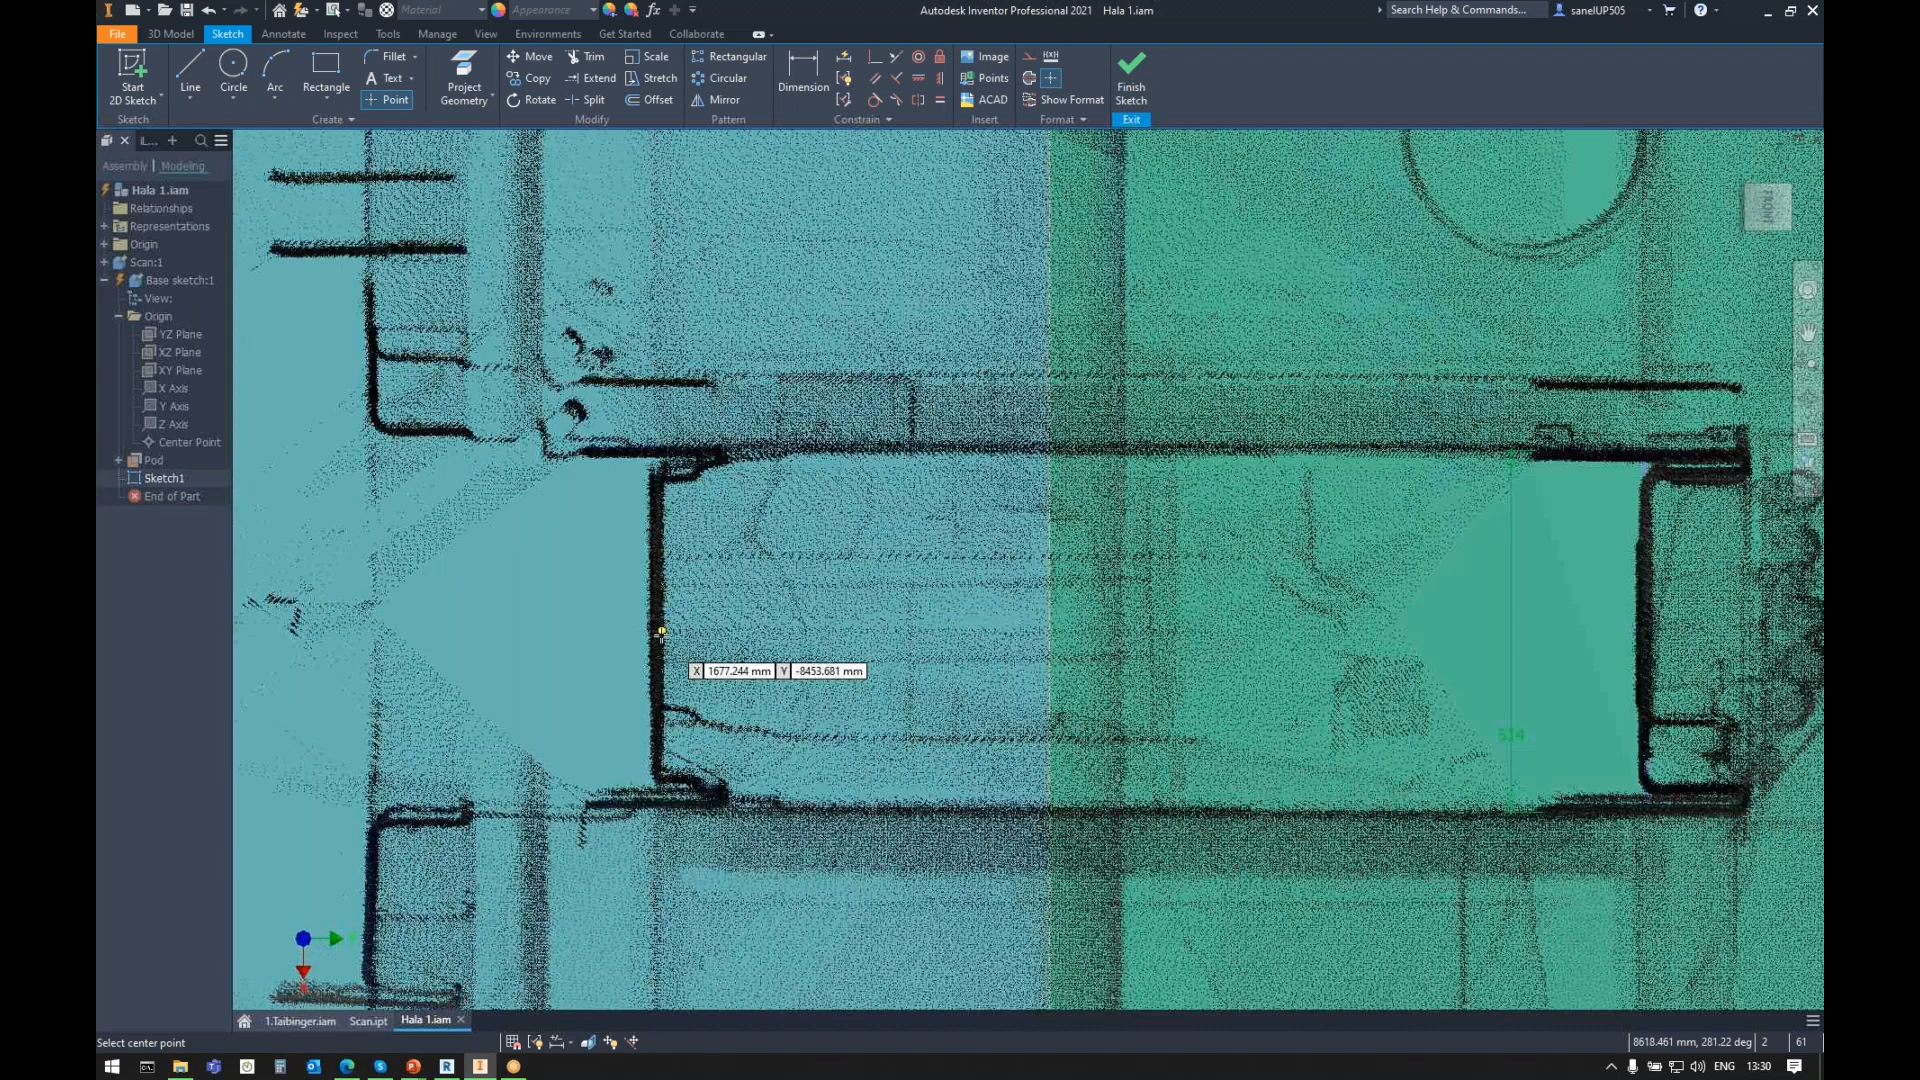 Material
Appearance
Autodesk Inventor Professional 2021 Hala 1.iam
Search Help & Commands...
sanelUP505
File 3D Model Sketch Annotate Inspect Tools Manage View Environments Get Started Collaborate
Start 2D Sketch
Line
Circle
Arc
Rectangle
Fillet
Text
Point
Project Geometry
Move
Copy
Rotate
Trim
Extend
Split
Scale
Stretch
Offset
Rectangular
Circular
Mirror
Dimension
Image
Points
ACAD
Show Format
Finish Sketch
Sketch
Create
Modify
Pattern
Constrain
Insert
Format
Exit
Assembly Modeling
Hala 1.iam
Relationships
Representations
Origin
Scan:1
Base sketch:1
View:
Origin
YZ Plane
XZ Plane
XY Plane
X Axis
Y Axis
Z Axis
Center Point
Pod
Sketch1
End of Part
FRONT
X 1677.244 mm Y -8453.681 mm
1.Taibinger.iam Scan.ipt Hala 1.iam
Select center point
8618.461 mm, 281.22 deg 2 61
ENG 13:30